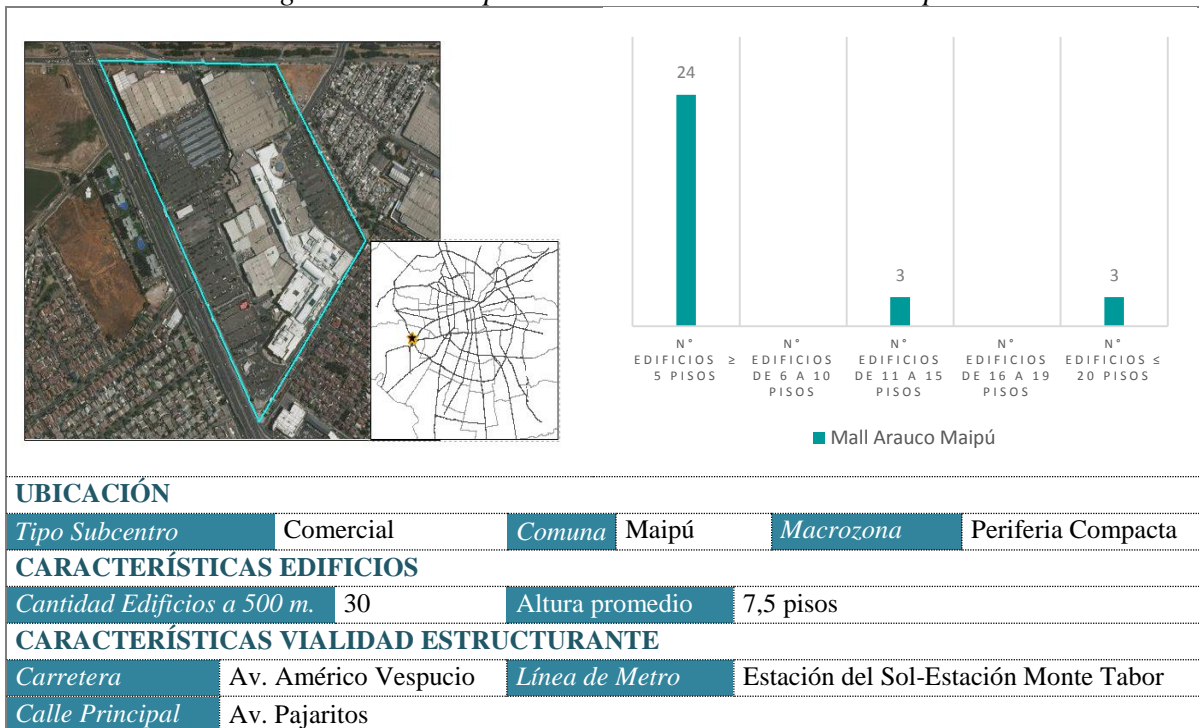 24
3
3
N° EDIFICIOS ≥ 5 PISOS
N° EDIFICIOS DE 6 A 10 PISOS
N° EDIFICIOS DE 11 A 15 PISOS
N° EDIFICIOS DE 16 A 19 PISOS
N° EDIFICIOS ≤ 20 PISOS
Mall Arauco Maipú
UBICACIÓN
Tipo Subcentro Comercial Comuna Maipú Macrozona Periferia Compacta
CARACTERÍSTICAS EDIFICIOS
Cantidad Edificios a 500 m. 30 Altura promedio 7,5 pisos
CARACTERÍSTICAS VIALIDAD ESTRUCTURANTE
Carretera Av. Américo Vespucio Línea de Metro Estación del Sol-Estación Monte Tabor
Calle Principal Av. Pajaritos